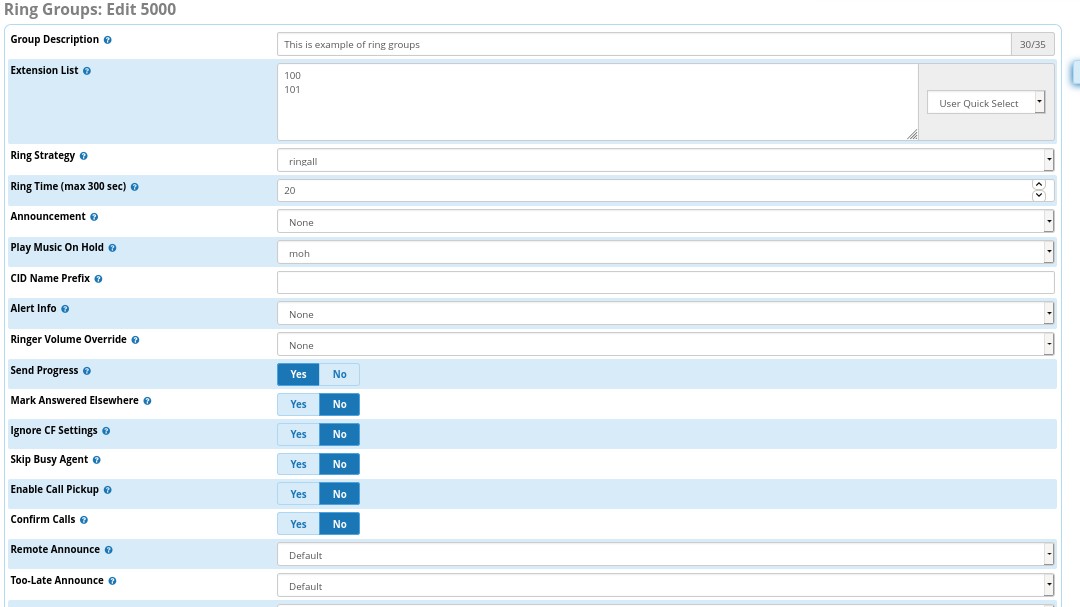 Ring Groups: Edit 5000
Group Description
This is example of ring groups
30/35
Extension List
100
101
User Quick Select
Ring Strategy
ringall
Ring Time (max 300 sec)
20
Announcement
None
Play Music On Hold
moh
CID Name Prefix
Alert Info
None
Ringer Volume Override
None
Send Progress
Yes No
Mark Answered Elsewhere
Yes No
Ignore CF Settings
Yes No
Skip Busy Agent
Yes No
Enable Call Pickup
Yes No
Confirm Calls
Yes No
Remote Announce
Default
Too-Late Announce
Default